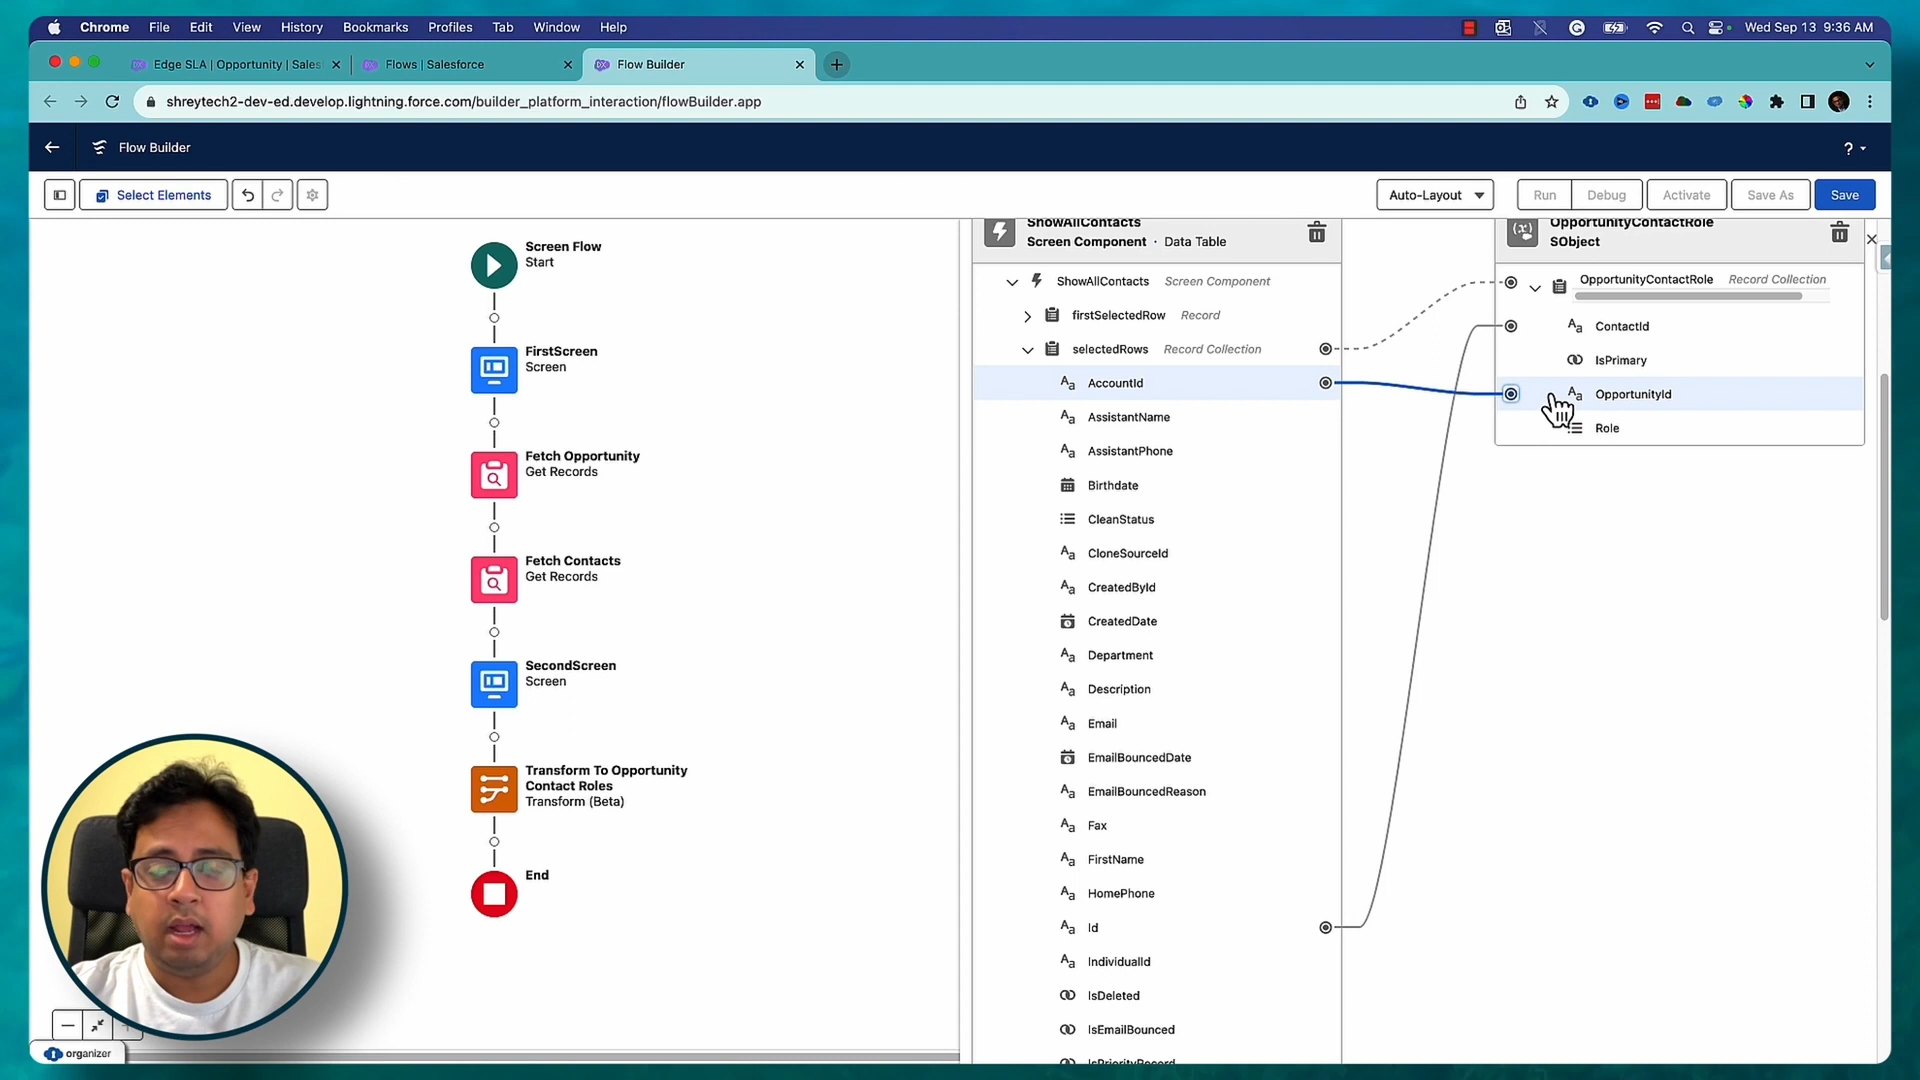 Chrome File Edit View History Bookmarks Profiles Tab Window Help Wed Sep 13 9:36 AM
Edge SLA | Opportunity | Sales Flows | Salesforce Flow Builder
shreytech2-dev-ed.develop.lightning.force.com/builder_platform_interaction/flowBuilder.app
Flow Builder ?
Select Elements Auto-Layout Run Debug Activate Save As Save
Screen Flow
Start
FirstScreen
Screen
Fetch Opportunity
Get Records
Fetch Contacts
Get Records
SecondScreen
Screen
Transform To Opportunity
Contact Roles
Transform (Beta)
End
organizer
ShowAllContacts
Screen Component · Data Table
ShowAllContacts Screen Component
firstSelectedRow Record
selectedRows Record Collection
AccountId
AssistantName
AssistantPhone
Birthdate
CleanStatus
CloneSourceId
CreatedById
CreatedDate
Department
Description
Email
EmailBouncedDate
EmailBouncedReason
Fax
FirstName
HomePhone
Id
IndividualId
IsDeleted
IsEmailBounced
IsPriorityRecord
OpportunityContactRole
SObject
OpportunityContactRole Record Collection
ContactId
IsPrimary
OpportunityId
Role